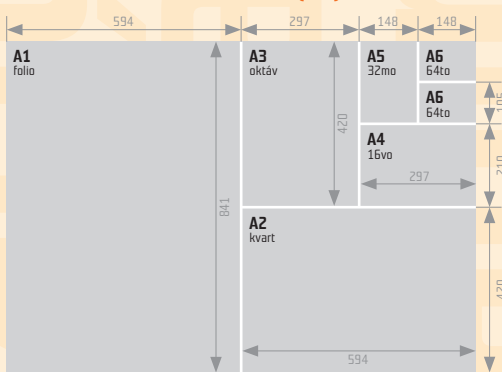 594 297 148 148
A1
folio
A3
oktáv
A5
32mo
A6
64to
A6
64to
105
420
A4
16vo
210
297
841
A2
kvart
420
594